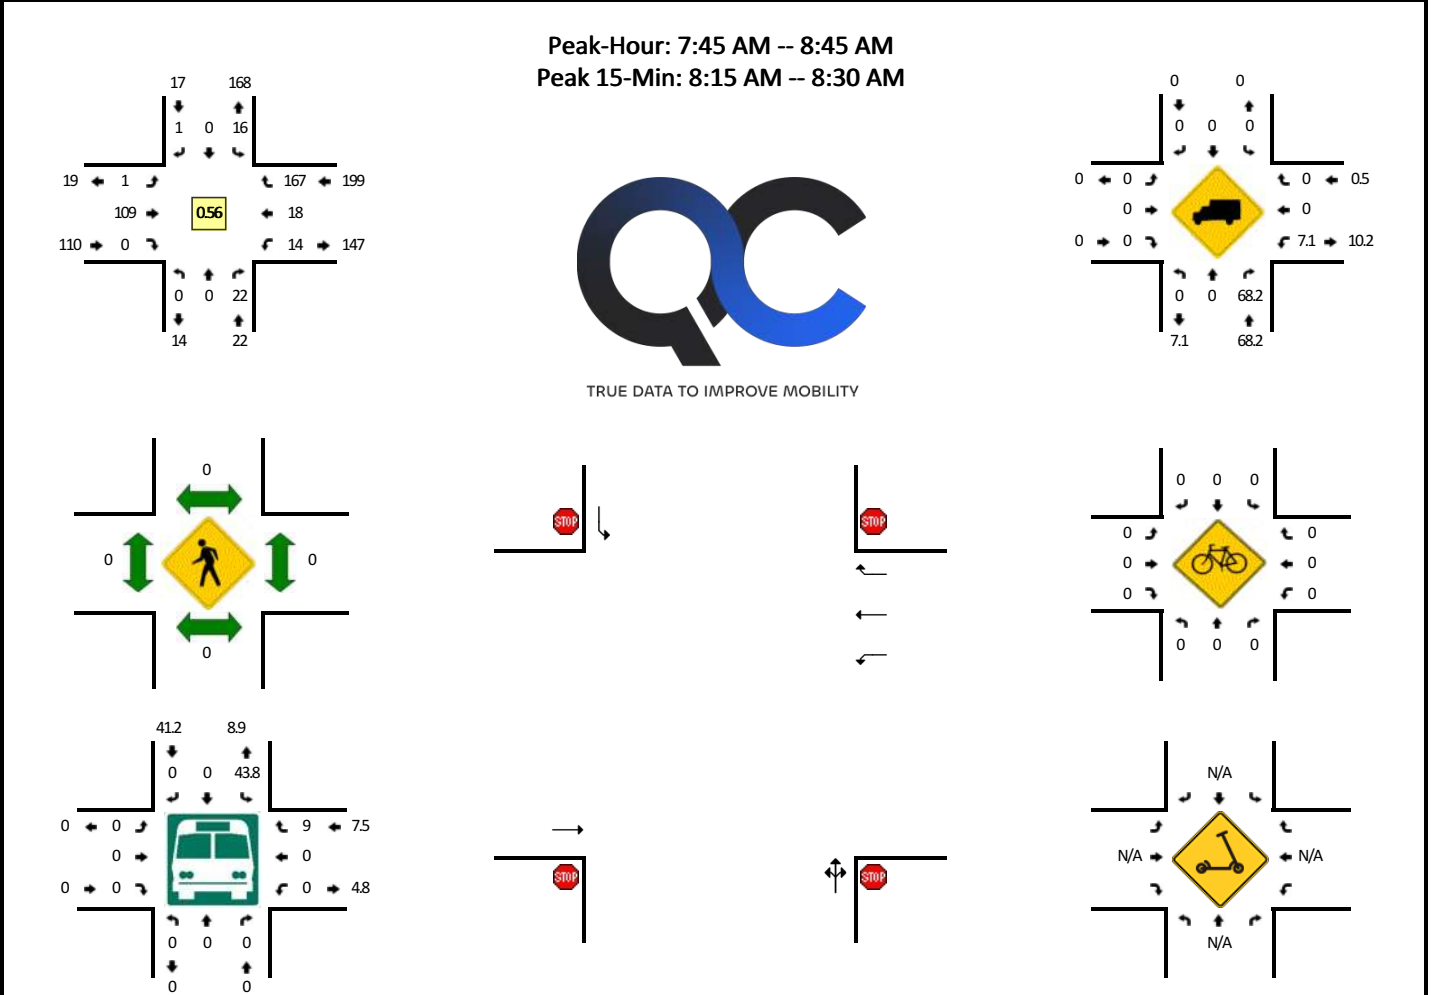 Peak-Hour: 7:45 AM -- 8:45 AM
Peak 15-Min: 8:15 AM -- 8:30 AM
17 168
1 0 16
19 1 167 199
109 0.56 18
110 0 14 147
0 0 22
14 22
0 0
0 0 0
0 0 0 0.5
0 0
0 0 7.1 10.2
0 0 68.2
7.1 68.2
QC
TRUE DATA TO IMPROVE MOBILITY
0
0 0
0
STOP STOP
STOP STOP
0 0 0
0 0
0 0
0 0
0 0 0
41.2 8.9
0 0 43.8
0 0 9 7.5
0 0
0 0 0 4.8
0 0 0
0 0
N/A
N/A N/A
N/A